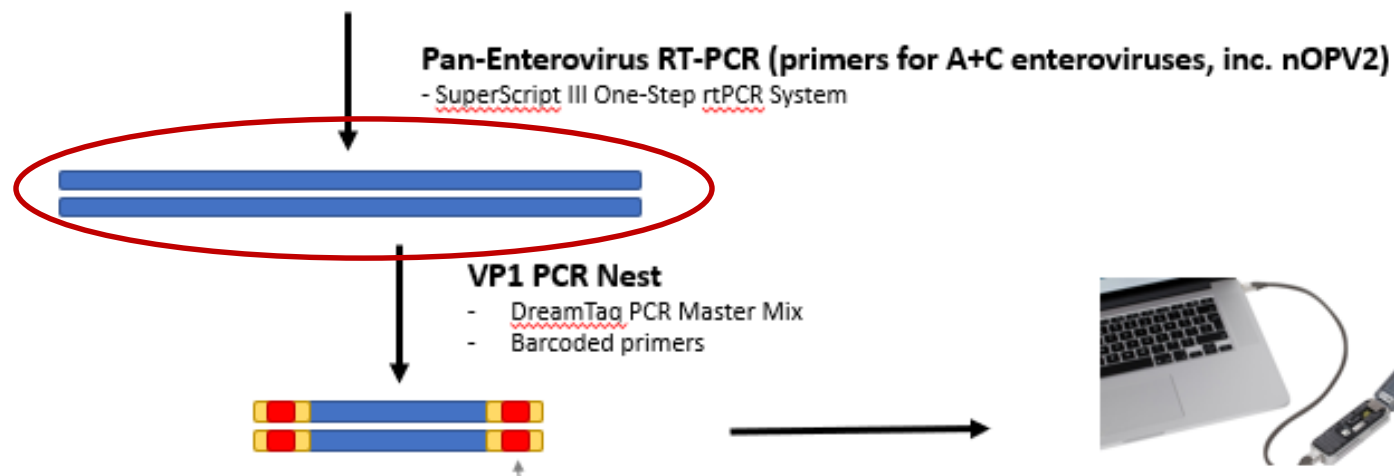 Pan-Enterovirus RT-PCR (primers for A+C enteroviruses, inc. nOPV2)
- SuperScript III One-Step rtPCR System
VP1 PCR Nest
- DreamTaq PCR Master Mix
- Barcoded primers